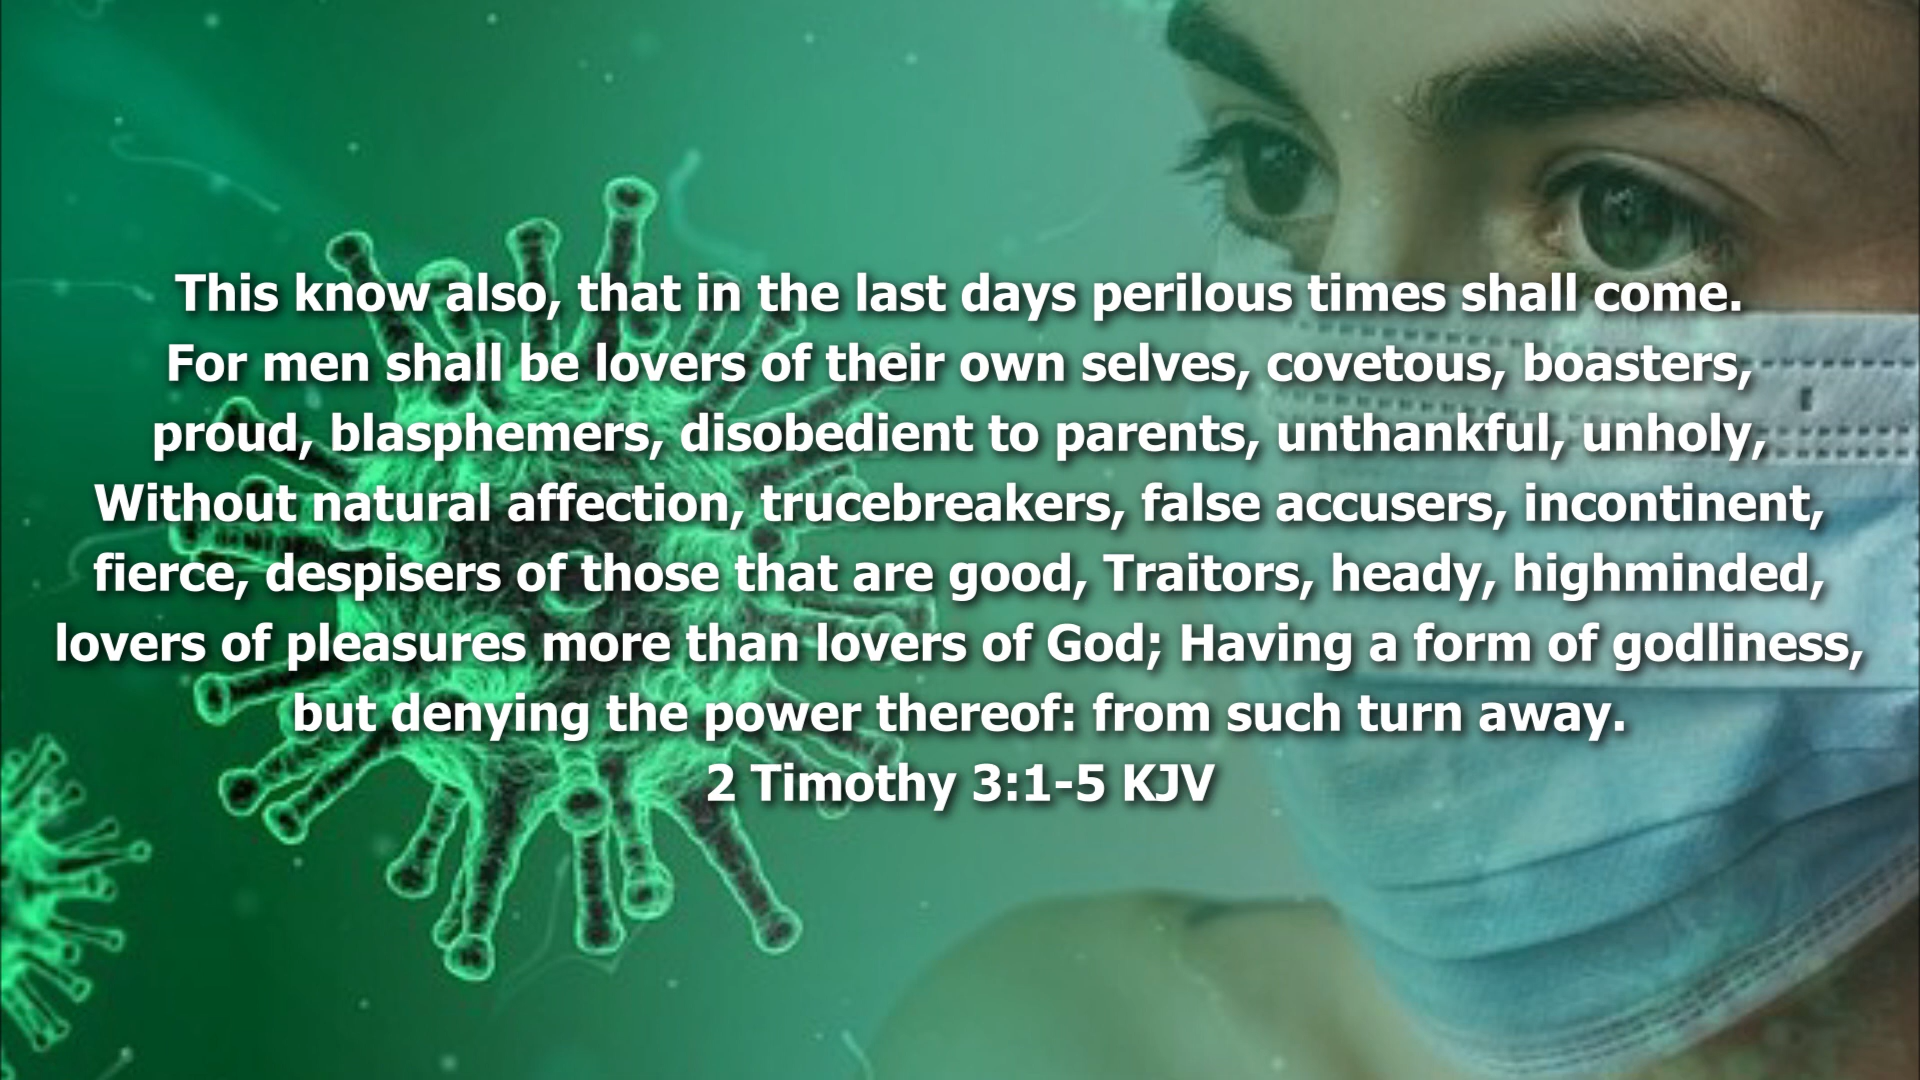 This know also, that in the last days perilous times shall come.
For men shall be lovers of their own selves, covetous, boasters,
proud, blasphemers, disobedient to parents, unthankful, unholy,
Without natural affection, trucebreakers, false accusers, incontinent,
fierce, despisers of those that are good, Traitors, heady, highminded,
lovers of pleasures more than lovers of God; Having a form of godliness,
but denying the power thereof: from such turn away.
2 Timothy 3:1-5 KJV